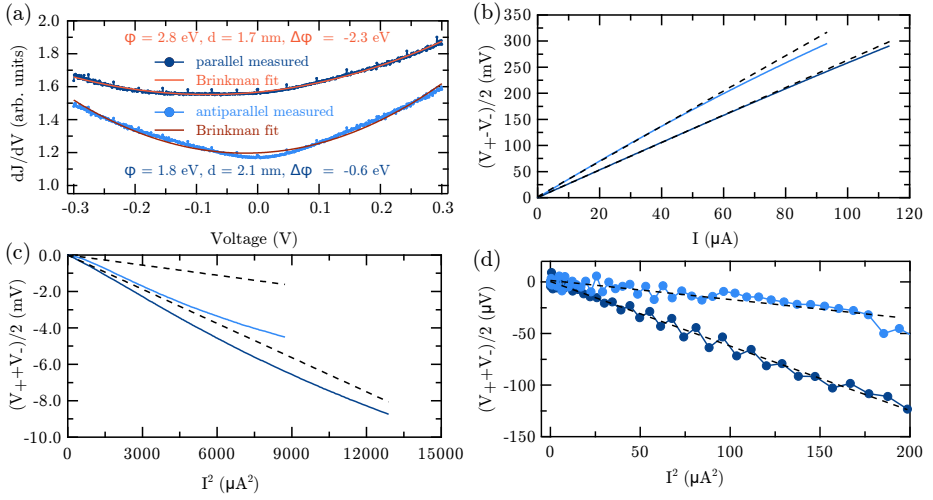 (a)
φ = 2.8 eV, d = 1.7 nm, Δφ = -2.3 eV
parallel measured
Brinkman fit
antiparallel measured
Brinkman fit
φ = 1.8 eV, d = 2.1 nm, Δφ = -0.6 eV
dJ/dV (arb. units)
2.0
1.8
1.6
1.4
1.2
1.0
-0.3 -0.2 -0.1 0.0 0.1 0.2 0.3
Voltage (V)
(b)
(V₊-V₋)/2 (mV)
350
300
250
200
150
100
50
0
0 20 40 60 80 100 120
I (μA)
(c)
(V₊+V₋)/2 (mV)
0.0
-2.0
-4.0
-6.0
-8.0
-10.0
0 3000 6000 9000 12000 15000
I² (μA²)
(d)
(V₊+V₋)/2 (μV)
0
-50
-100
-150
0 50 100 150 200
I² (μA²)